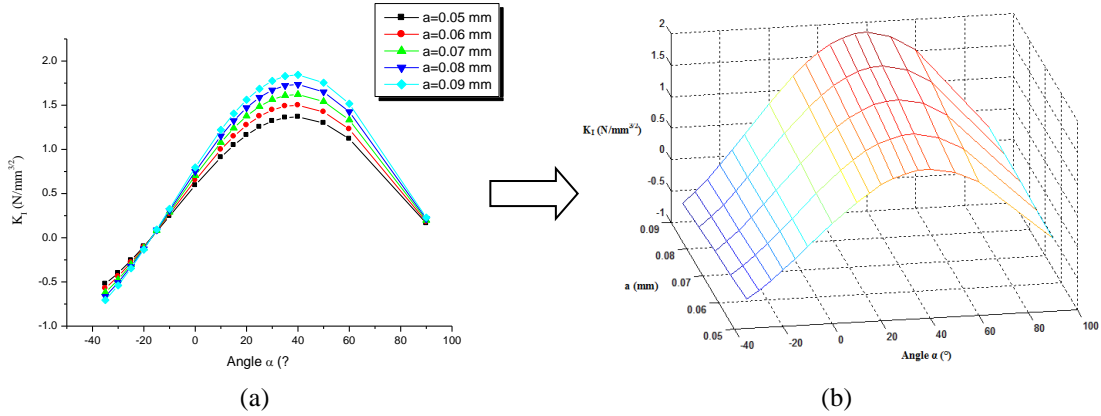 a=0.05 mm
a=0.06 mm
a=0.07 mm
a=0.08 mm
a=0.09 mm
2.0
1.5
1.0
0.5
0.0
-0.5
-1.0
K_I (N/mm^3/2)
-40 -20 0 20 40 60 80 100
Angle α (?
(a)
2
1.5
1
0.5
0
-0.5
-1
K_I (N/mm^3/2)
0.09
0.08
0.07
0.06
0.05
a (mm)
-40 -20 0 20 40 60 80 100
Angle α (°)
(b)